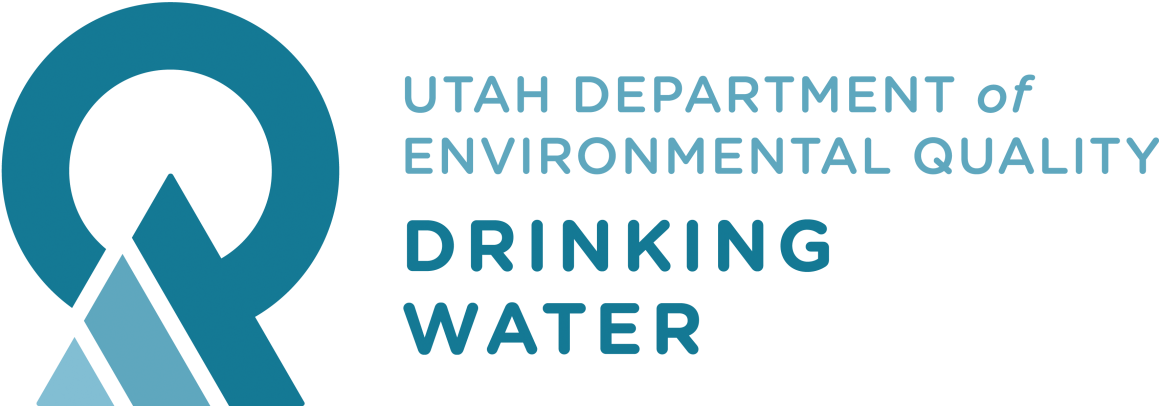 UTAH DEPARTMENT of
ENVIRONMENTAL QUALITY
DRINKING
WATER